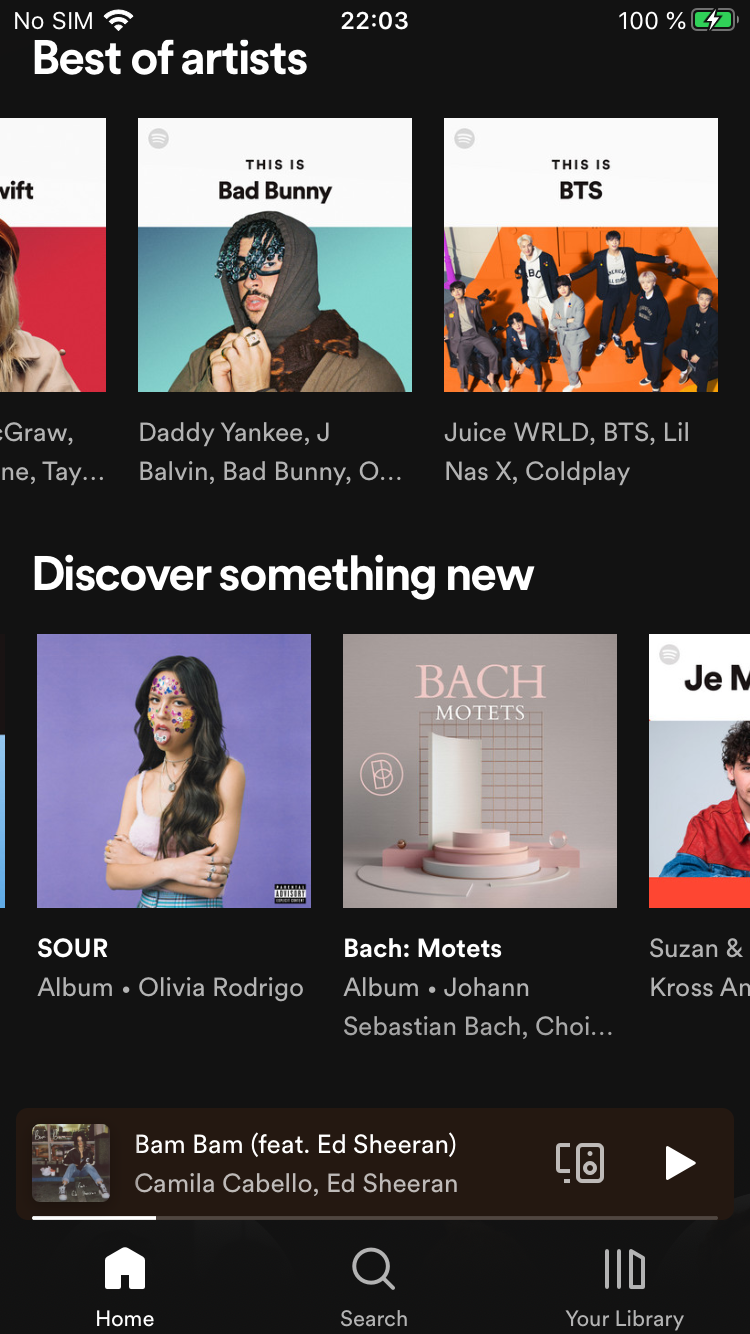 No SIM 22:03 100 %
Best of artists
wift
THIS IS
Bad Bunny
THIS IS
BTS
cGraw,
ne, Tay...
Daddy Yankee, J
Balvin, Bad Bunny, O...
Juice WRLD, BTS, Lil
Nas X, Coldplay
Discover something new
PARENTAL
ADVISORY
EXPLICIT CONTENT
BACH
MOTETS
Je M
SOUR
Album • Olivia Rodrigo
Bach: Motets
Album • Johann
Sebastian Bach, Choi...
Suzan &
Kross Am
Bam Bam (feat. Ed Sheeran)
Camila Cabello, Ed Sheeran
Home Search Your Library